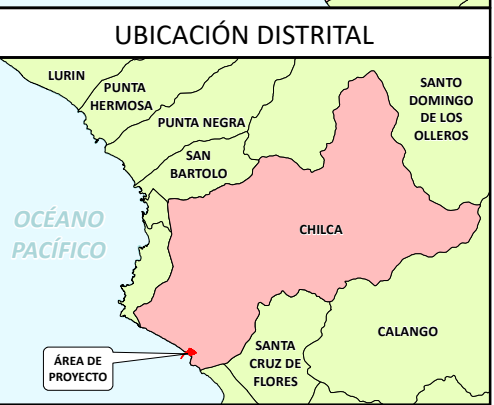 UBICACIÓN DISTRITAL
LURIN
PUNTA
HERMOSA
PUNTA NEGRA
SAN
BARTOLO
SANTO
DOMINGO
DE LOS
OLLEROS
OCÉANO
PACÍFICO
CHILCA
CALANGO
SANTA
CRUZ DE
FLORES
ÁREA DE
PROYECTO